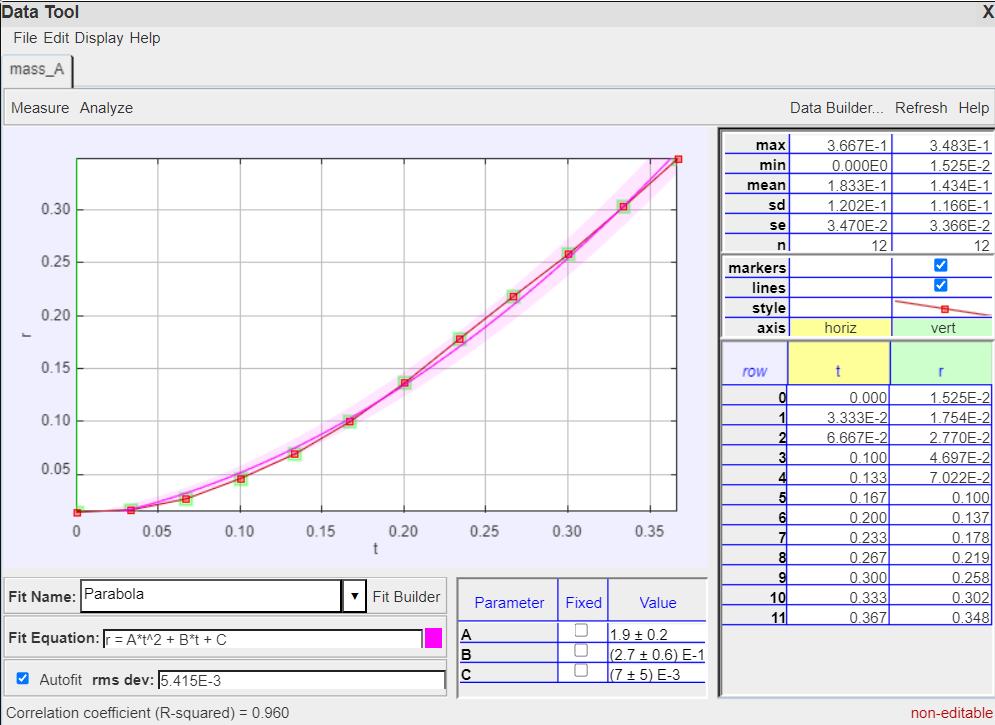 Data Tool X
File Edit Display Help
mass_A
Measure Analyze Data Builder... Refresh Help
0.30
0.25
0.20
0.15
0.10
0.05
r
0 0.05 0.10 0.15 0.20 0.25 0.30 0.35
t
max 3.667E-1 3.483E-1
min 0.000E0 1.525E-2
mean 1.833E-1 1.434E-1
sd 1.202E-1 1.166E-1
se 3.470E-2 3.366E-2
n 12 12
markers
lines
style
axis horiz vert
row t r
0 0.000 1.525E-2
1 3.333E-2 1.754E-2
2 6.667E-2 2.770E-2
3 0.100 4.697E-2
4 0.133 7.022E-2
5 0.167 0.100
6 0.200 0.137
7 0.233 0.178
8 0.267 0.219
9 0.300 0.258
10 0.333 0.302
11 0.367 0.348
Fit Name: Parabola Fit Builder
Fit Equation: r = A*t^2 + B*t + C
Autofit rms dev: 5.415E-3
Parameter Fixed Value
A 1.9 ± 0.2
B (2.7 ± 0.6) E-1
C (7 ± 5) E-3
Correlation coefficient (R-squared) = 0.960 non-editable